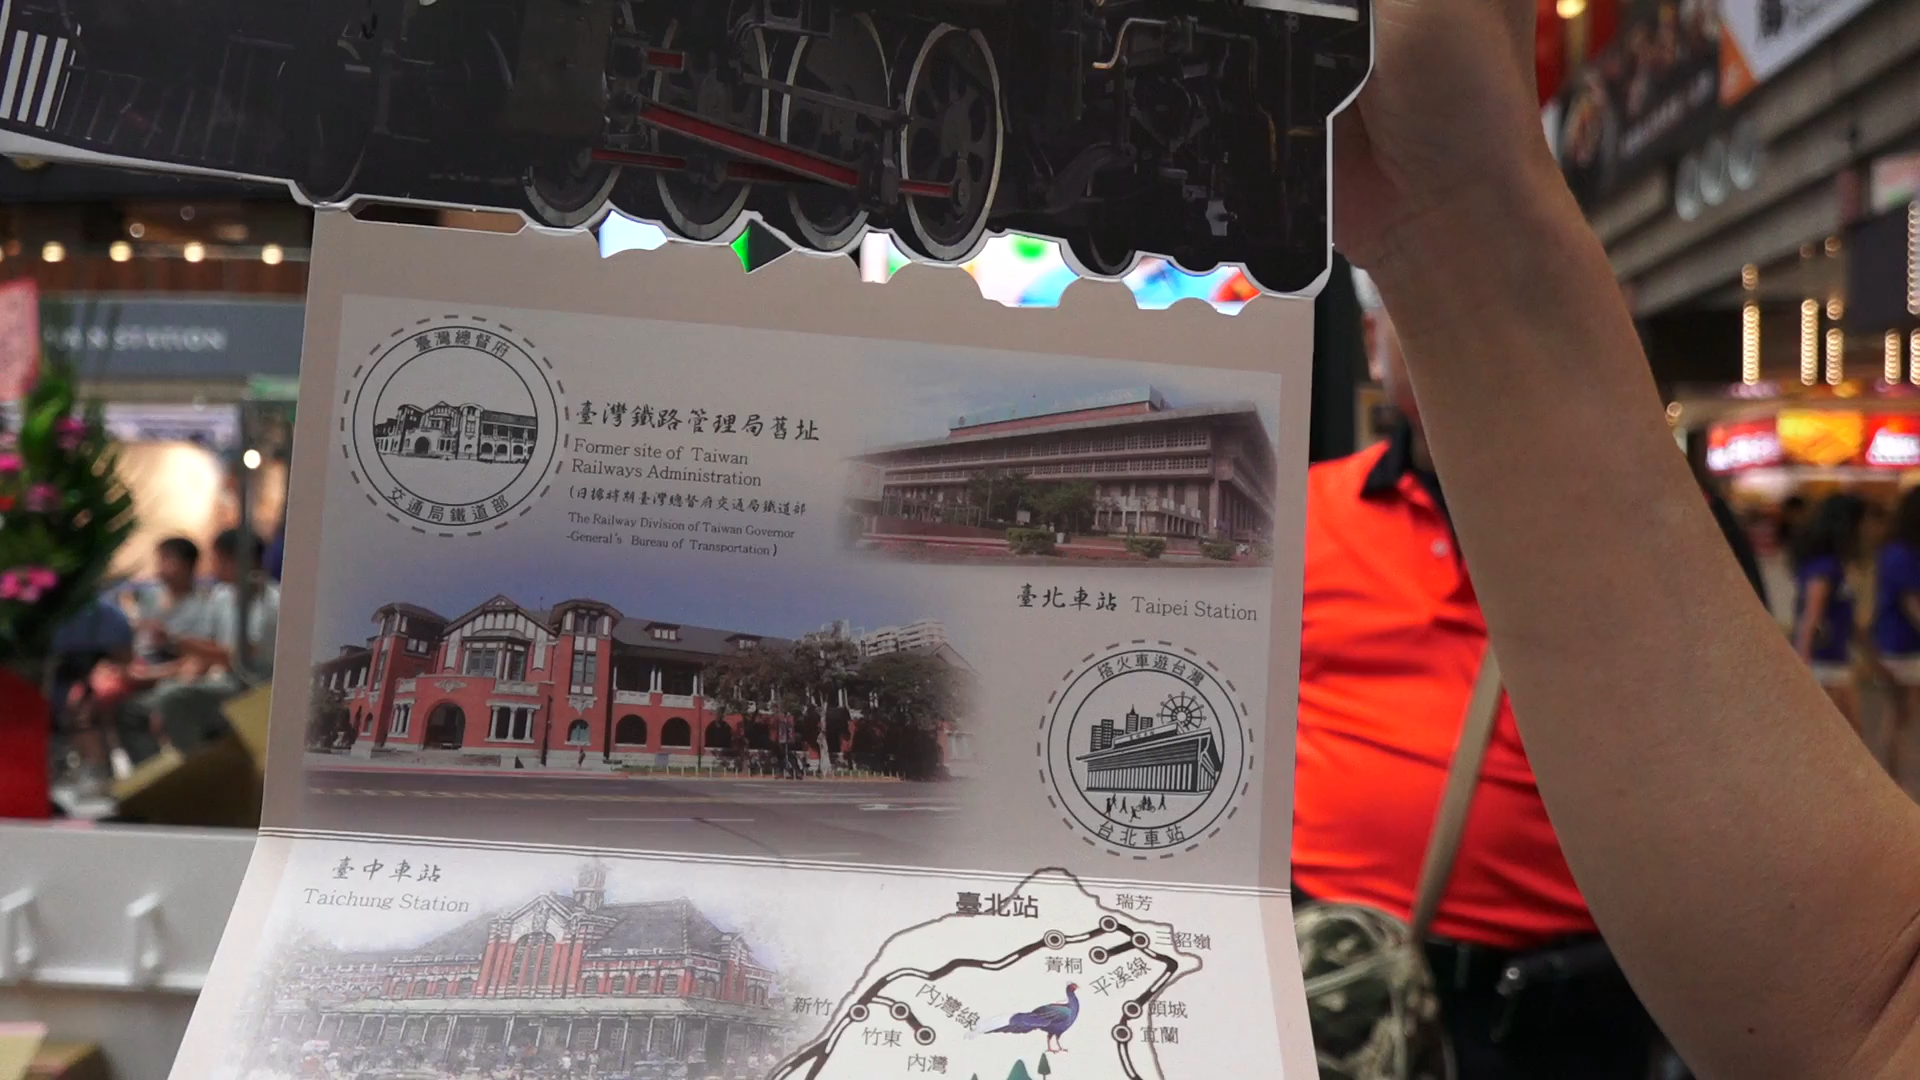 臺灣總督府
交通局鐵道部
臺灣鐵路管理局舊址
Former site of Taiwan
Railways Administration
(日據時期臺灣總督府交通局鐵道部
The Railway Division of Taiwan Governor
-General's Bureau of Transportation)
臺北車站 Taipei Station
搭火車遊台灣
台北車站
臺中車站
Taichung Station
臺北站
瑞芳
三貂嶺
菁桐
平溪線
頭城
宜蘭
新竹
內灣線
竹東
內灣
STATION